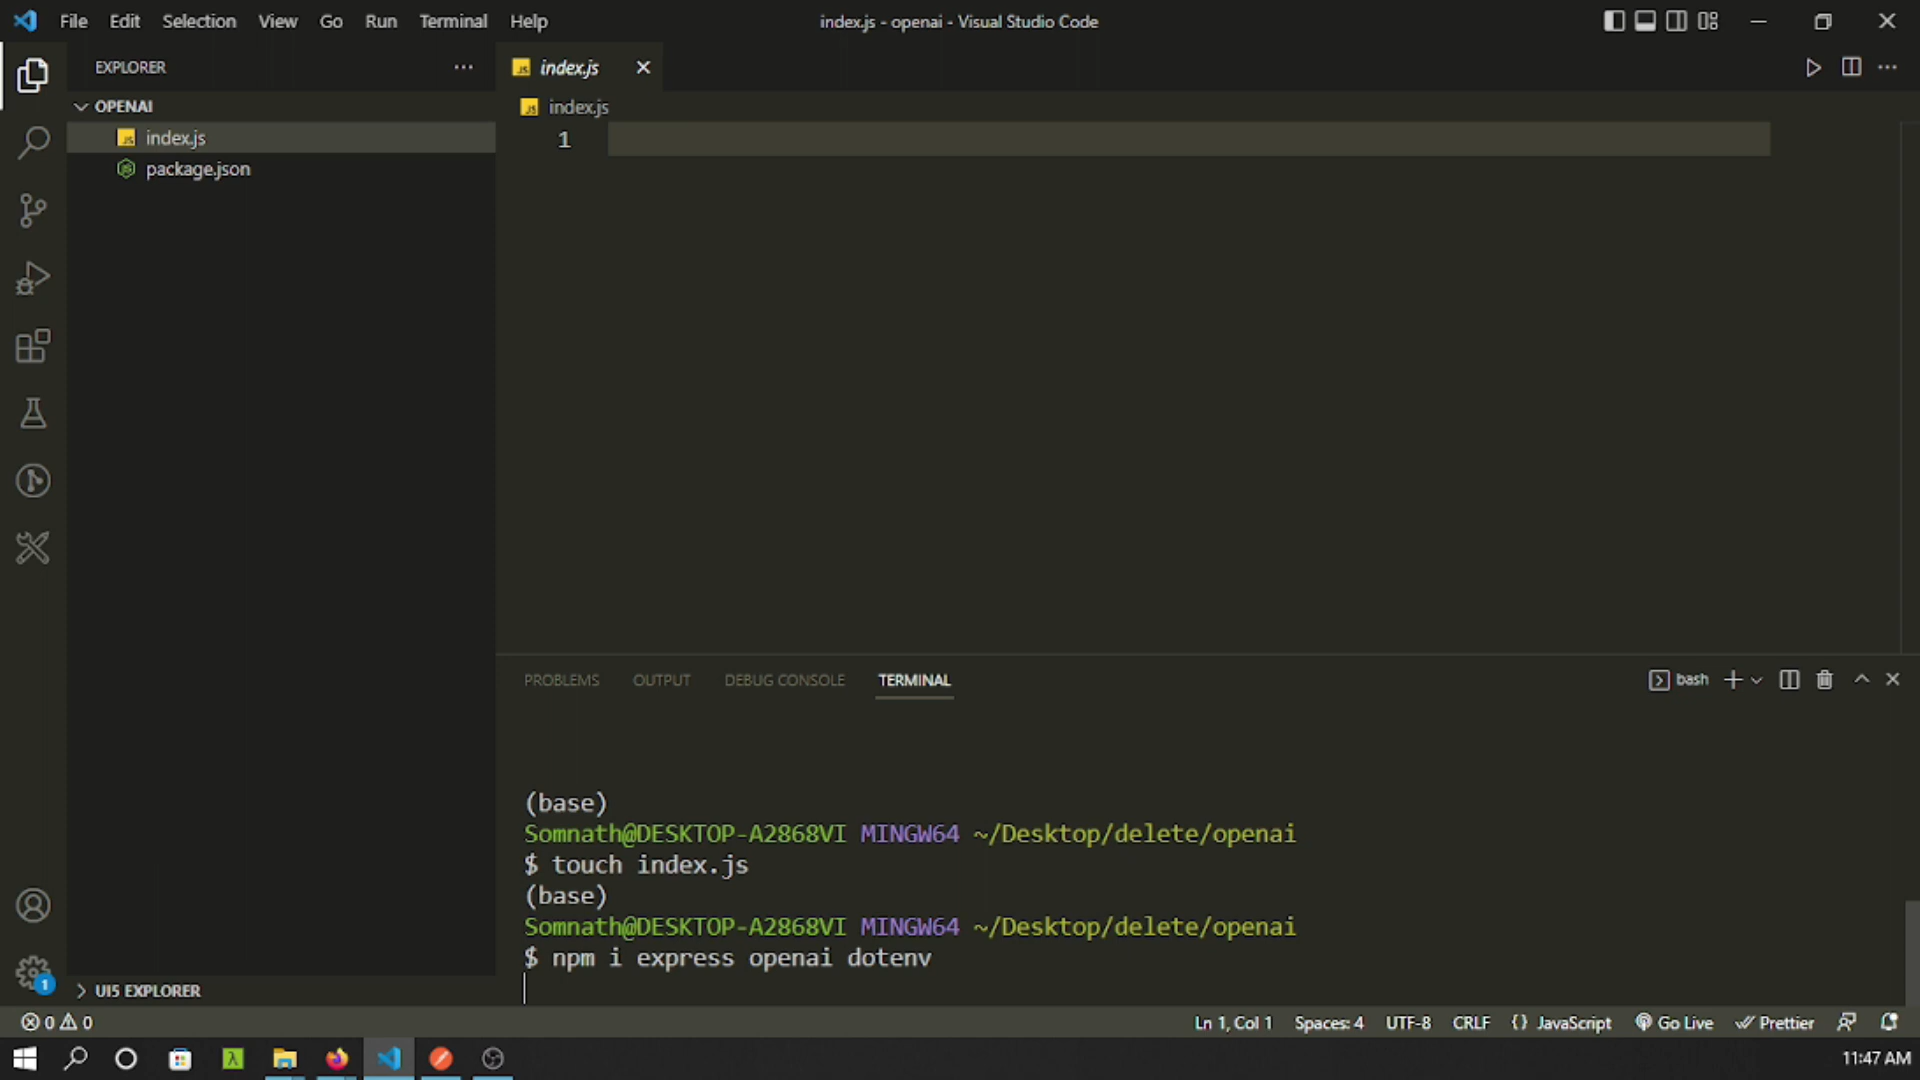 File Edit Selection View Go Run Terminal Help
index.js - openai - Visual Studio Code
EXPLORER
OPENAI
index.js
package.json
index.js
index.js
1
PROBLEMS OUTPUT DEBUG CONSOLE TERMINAL
bash
(base)
Somnath@DESKTOP-A2868VI MINGW64 ~/Desktop/delete/openai
$ touch index.js
(base)
Somnath@DESKTOP-A2868VI MINGW64 ~/Desktop/delete/openai
$ npm i express openai dotenv
1
UI5 EXPLORER
0 0
Ln 1, Col 1 Spaces: 4 UTF-8 CRLF {} JavaScript Go Live Prettier
11:47 AM